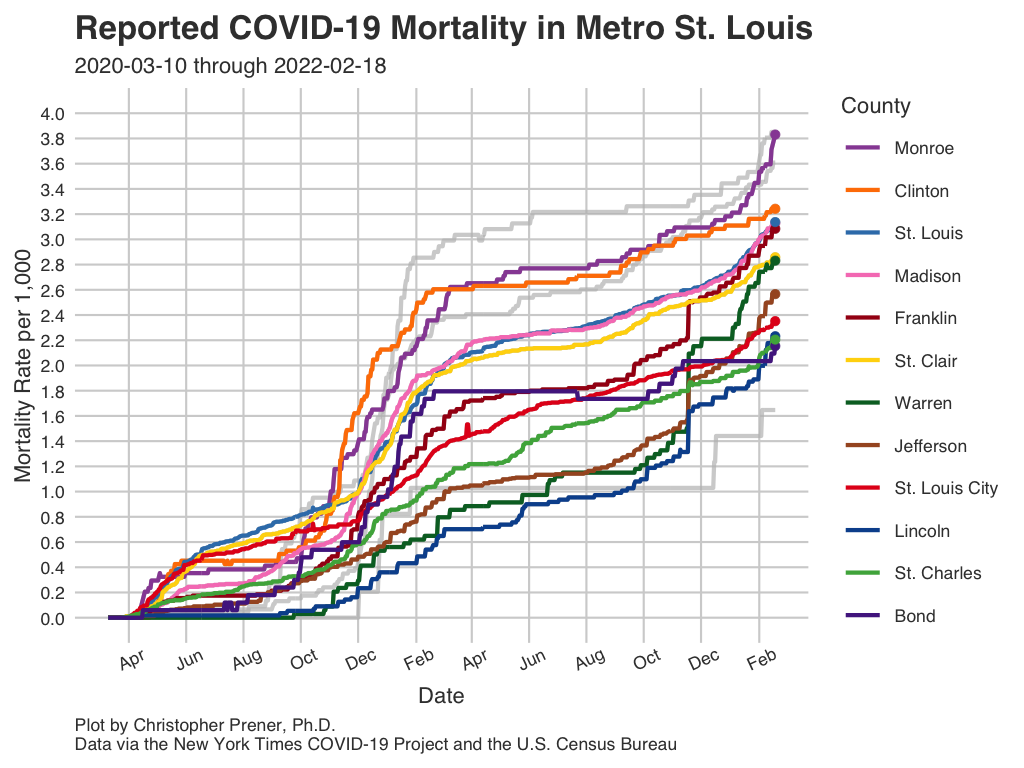 Reported COVID-19 Mortality in Metro St. Louis
2020-03-10 through 2022-02-18
Mortality Rate per 1,000
4.0
3.8
3.6
3.4
3.2
3.0
2.8
2.6
2.4
2.2
2.0
1.8
1.6
1.4
1.2
1.0
0.8
0.6
0.4
0.2
0.0
Apr Jun Aug Oct Dec Feb Apr Jun Aug Oct Dec Feb
Date
County
Monroe
Clinton
St. Louis
Madison
Franklin
St. Clair
Warren
Jefferson
St. Louis City
Lincoln
St. Charles
Bond
Plot by Christopher Prener, Ph.D.
Data via the New York Times COVID-19 Project and the U.S. Census Bureau